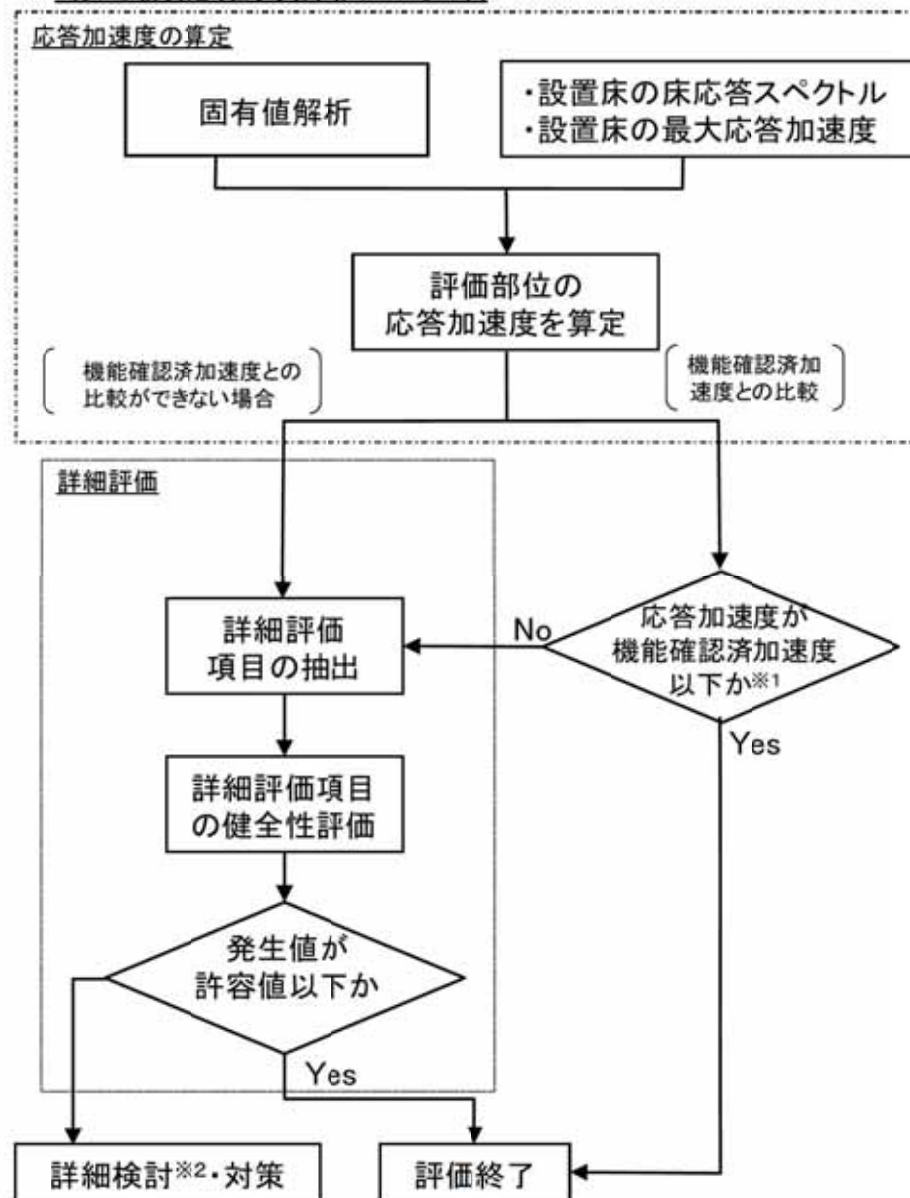 応答加速度の算定
固有値解析
・設置床の床応答スペクトル
・設置床の最大応答加速度
評価部位の
応答加速度を算定
機能確認済加速度との
比較ができない場合
機能確認済加
速度との比較
詳細評価
詳細評価
項目の抽出
No
応答加速度が
機能確認済加速度
以下か※1
Yes
詳細評価項目
の健全性評価
発生値が
許容値以下か
Yes
詳細検討※2・対策
評価終了